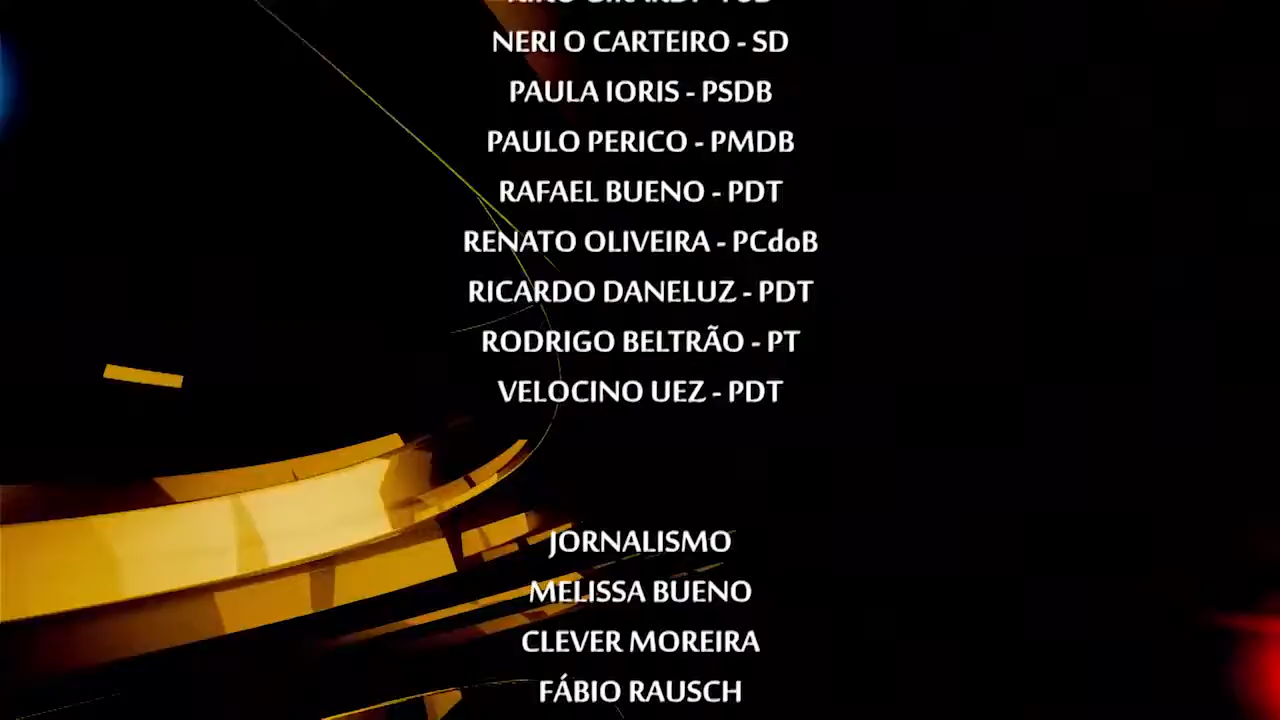 NERI O CARTEIRO - SD
PAULA IORIS - PSDB
PAULO PERICO - PMDB
RAFAEL BUENO - PDT
RENATO OLIVEIRA - PCdoB
RICARDO DANELUZ - PDT
RODRIGO BELTRÃO - PT
VELOCINO UEZ - PDT
JORNALISMO
MELISSA BUENO
CLEVER MOREIRA
FÁBIO RAUSCH